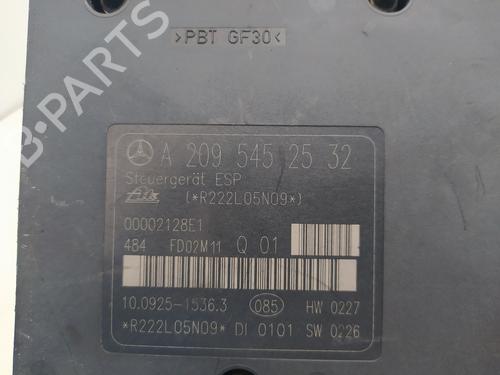 >PBT GF30<
A 209 545 25 32
Steuergerät ESP
Ate (*R222L05N09*)
00002128E1
484 FD02M11 Q 01
10.0925-1536.3 085 HW 0227
*R222L05N09* DI 0101 SW 0226
B-PARTS